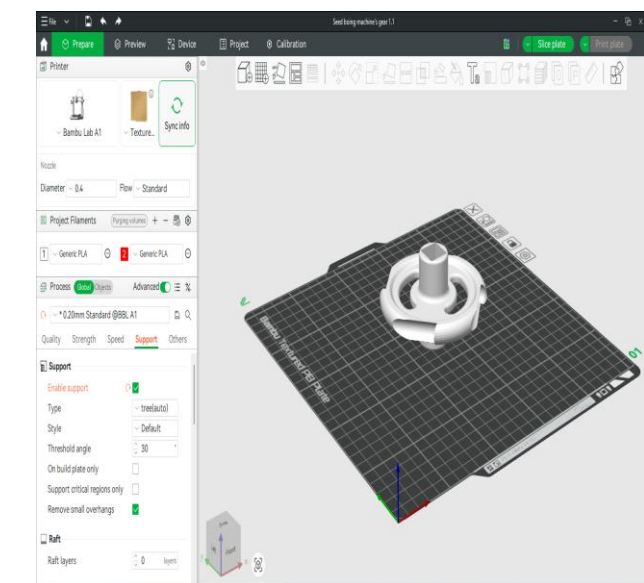 File
Seed boing machine's gear 1.1
Prepare
Preview
Device
Project
Calibration
Slice plate
Print plate
Printer
Bambu Lab A1
Texture...
Sync info
Nozzle
Diameter 0.4 Flow Standard
Project Filaments Purging volumes
1 Generic PLA 2 Generic PLA
Process Global Objects Advanced
* 0.20mm Standard @BBL A1
Quality Strength Speed Support Others
Support
Enable support
Type tree(auto)
Style Default
Threshold angle 30 °
On build plate only
Support critical regions only
Remove small overhangs
Raft
Raft layers 0 layers
Bambu Textured PEI Plate
01
Front